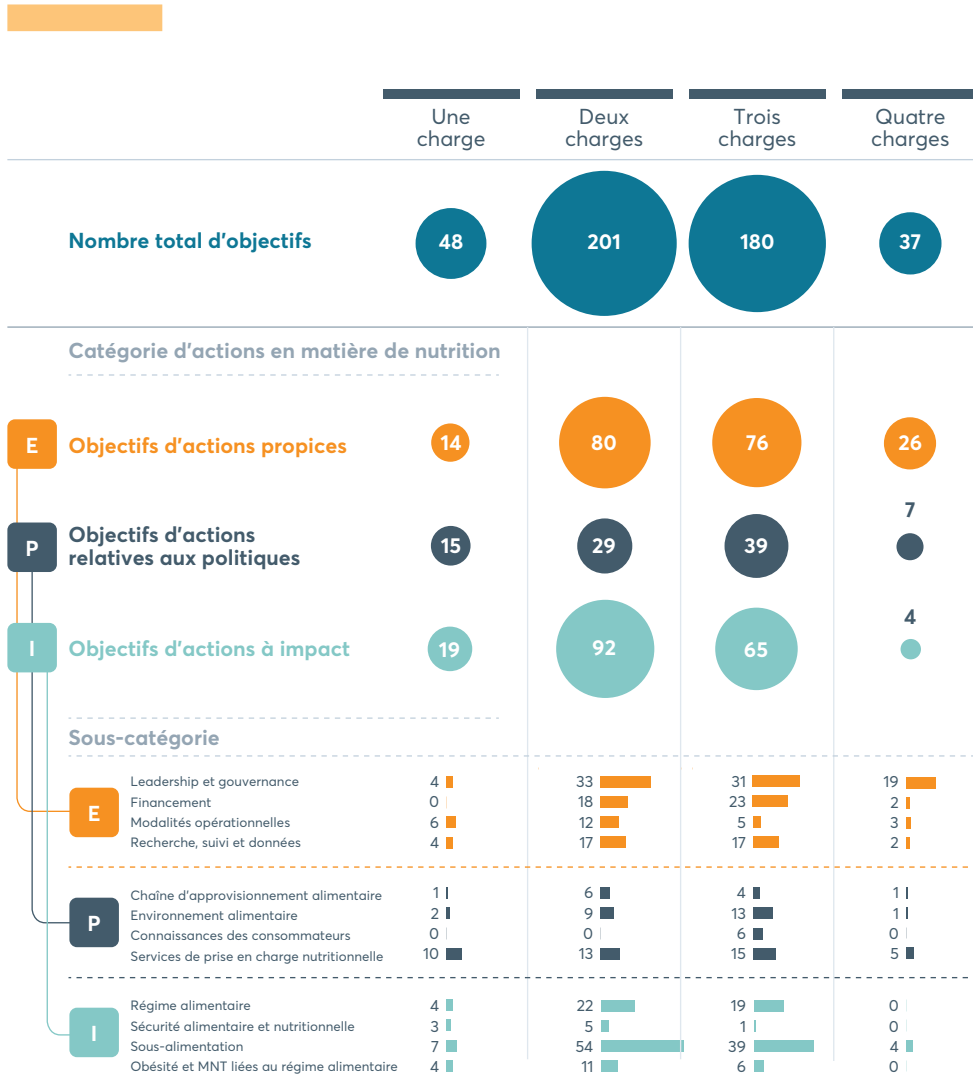 Une charge
Deux charges
Trois charges
Quatre charges
Nombre total d'objectifs 48 201 180 37
Catégorie d'actions en matière de nutrition
E Objectifs d'actions propices 14 80 76 26
P Objectifs d'actions relatives aux politiques 15 29 39 7
I Objectifs d'actions à impact 19 92 65 4
Sous-catégorie
E
Leadership et gouvernance 4 33 31 19
Financement 0 18 23 2
Modalités opérationnelles 6 12 5 3
Recherche, suivi et données 4 17 17 2
P
Chaîne d'approvisionnement alimentaire 1 6 4 1
Environnement alimentaire 2 9 13 1
Connaissances des consommateurs 0 0 6 0
Services de prise en charge nutritionnelle 10 13 15 5
I
Régime alimentaire 4 22 19 0
Sécurité alimentaire et nutritionnelle 3 5 1 0
Sous-alimentation 7 54 39 4
Obésité et MNT liées au régime alimentaire 4 11 6 0